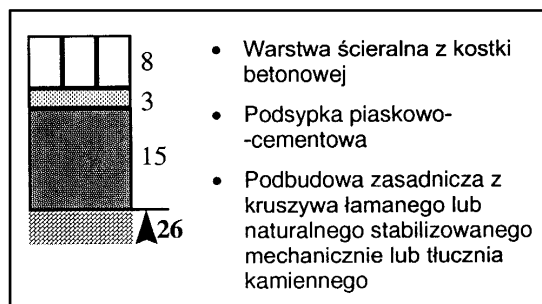 8
3
15
26
• Warstwa ścieralna z kostki
betonowej
• Podsypka piaskowo-
-cementowa
• Podbudowa zasadnicza z
kruszywa łamanego lub
naturalnego stabilizowanego
mechanicznie lub tłucznia
kamiennego